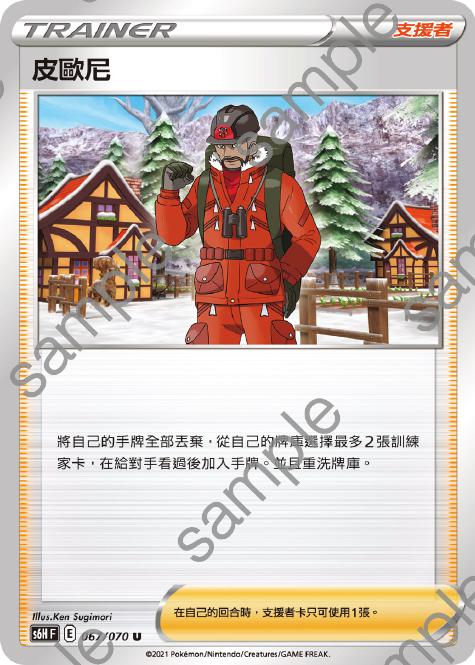 TRAINER
支援者
皮歐尼
sample
sample
sample
sample
將自己的手牌全部丟棄，從自己的牌庫選擇最多2張訓練
家卡，在給對手看過後加入手牌。並且重洗牌庫。
sample
sample
sample
Illus.Ken Sugimori
S6H F E 067/070 U
在自己的回合時，支援者卡只可使用1張。
©2021 Pokémon/Nintendo/Creatures/GAME FREAK.